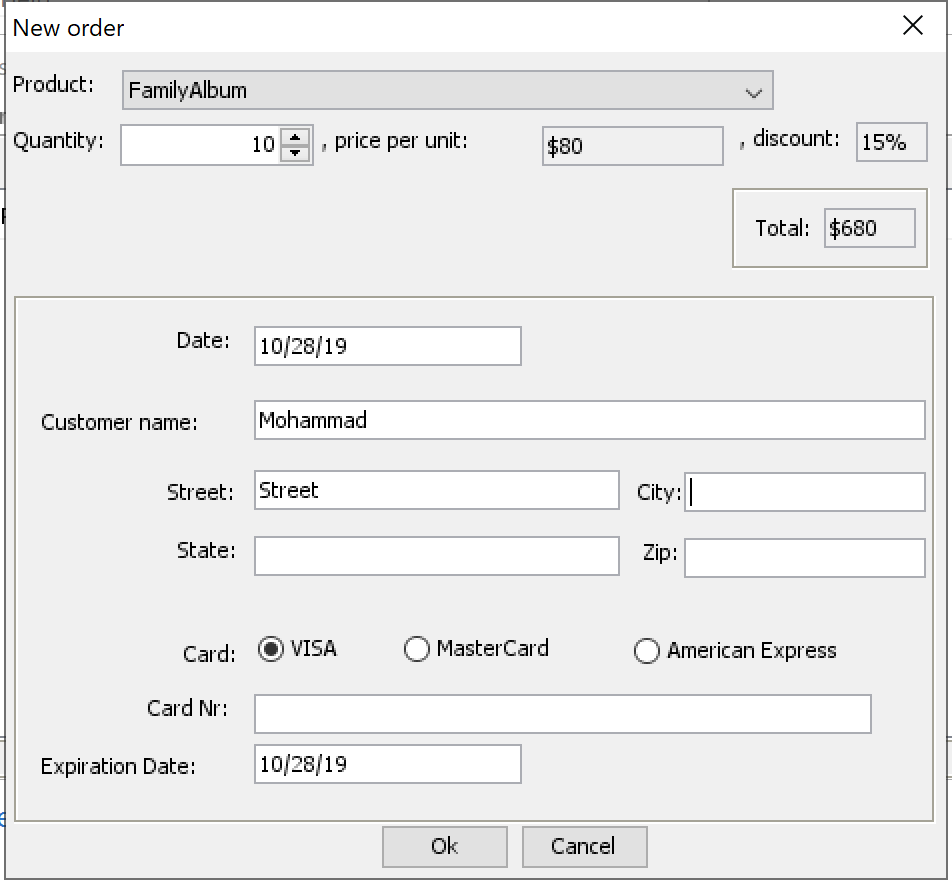 New order
Product: FamilyAlbum
Quantity: 10 , price per unit: $80 , discount: 15%
Total: $680
Date: 10/28/19
Customer name: Mohammad
Street: Street City:
State: Zip:
Card: VISA MasterCard American Express
Card Nr:
Expiration Date: 10/28/19
Ok Cancel